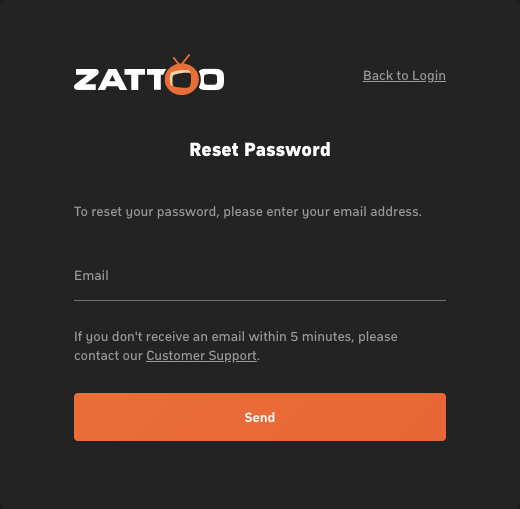 ZATTOO
Back to Login
Reset Password
To reset your password, please enter your email address.
Email
If you don't receive an email within 5 minutes, please
contact our Customer Support.
Send